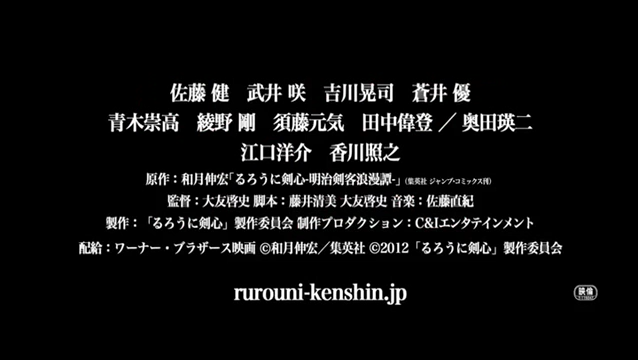 佐藤 健　武井 咲　吉川晃司　蒼井 優
青木崇高　綾野 剛　須藤元気　田中偉登 ／ 奥田瑛二
江口洋介　香川照之
原作：和月伸宏「るろうに剣心-明治剣客浪漫譚-」（集英社 ジャンプ・コミックス刊）
監督：大友啓史 脚本：藤井清美 大友啓史 音楽：佐藤直紀
製作：「るろうに剣心」製作委員会 制作プロダクション：C&Iエンタテインメント
配給：ワーナー・ブラザース映画 ©和月伸宏／集英社 ©2012「るろうに剣心」製作委員会
rurouni-kenshin.jp
映倫